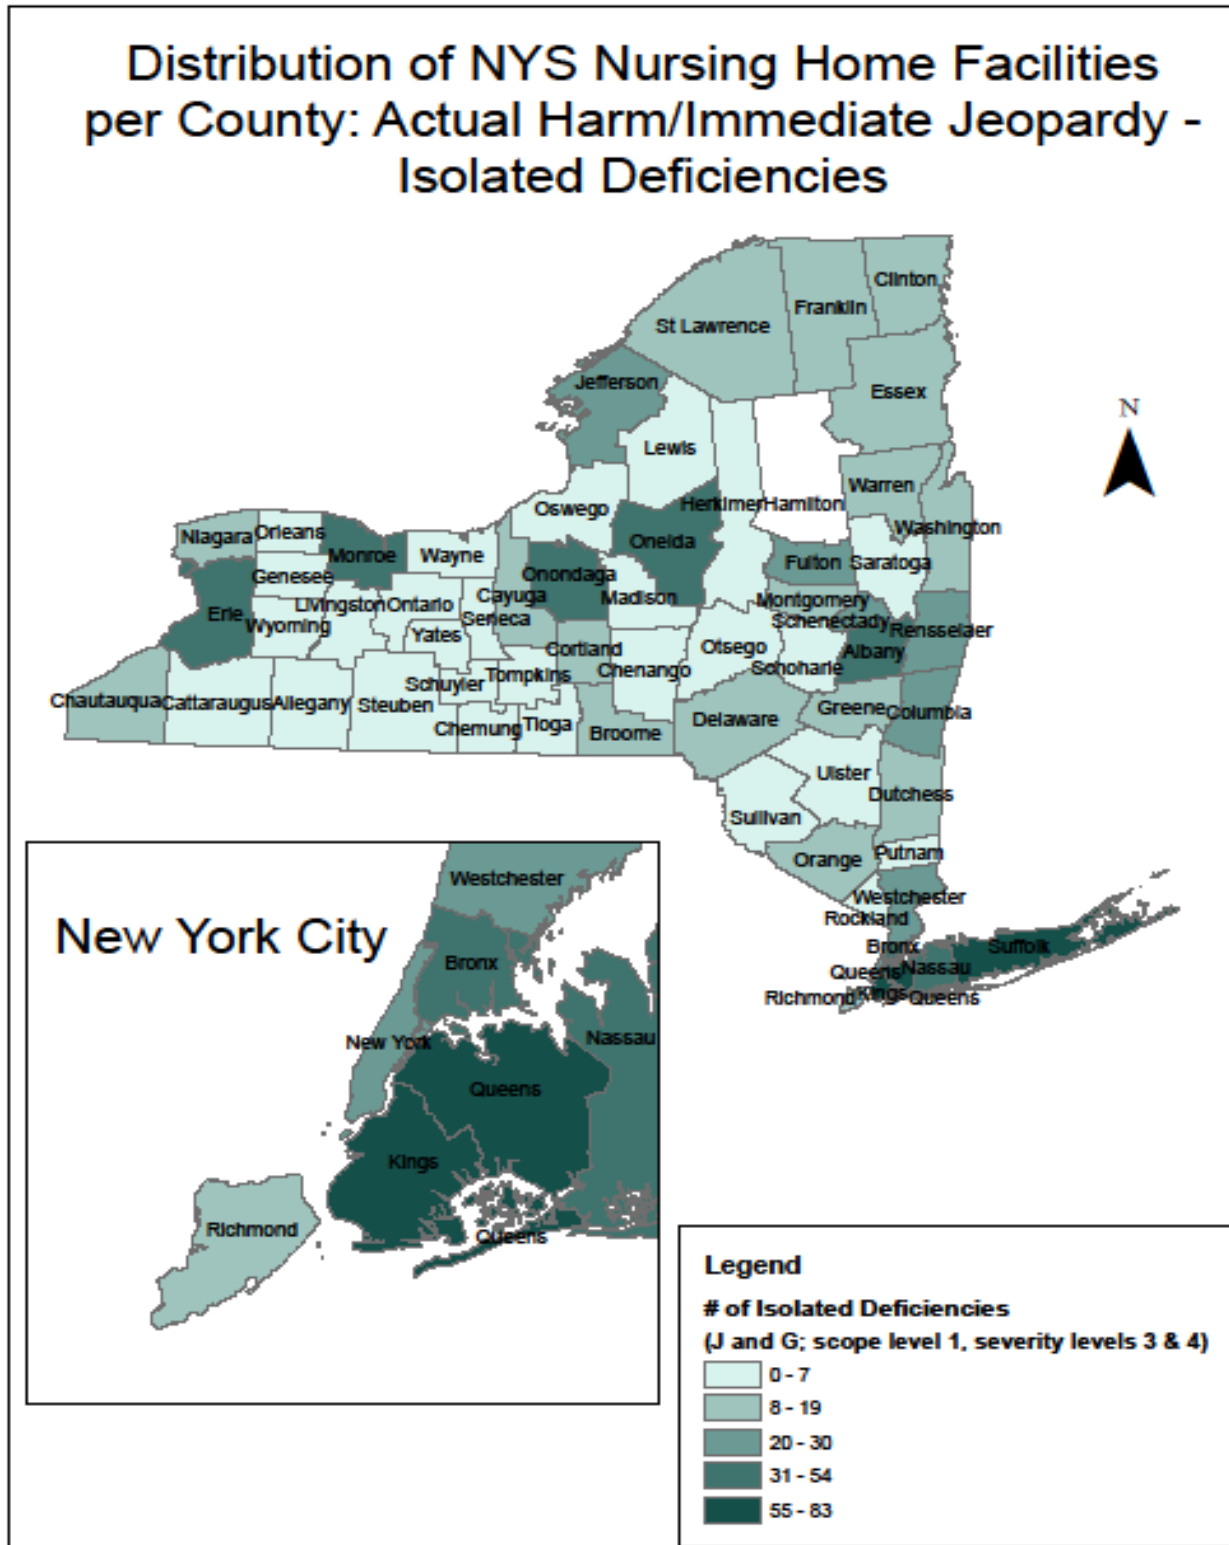 Distribution of NYS Nursing Home Facilities
per County: Actual Harm/Immediate Jeopardy -
Isolated Deficiencies
Clinton
Franklin
St Lawrence
Jefferson
Essex
N
Lewis
Warren
Herkimer
Hamilton
Oswego
Washington
Niagara
Orleans
Oneida
Monroe
Wayne
Fulton
Saratoga
Genesee
Onondaga
Cayuga
Madison
Livingston
Ontario
Montgomery
Erie
Wyoming
Seneca
Schenectady
Rensselaer
Yates
Cortland
Otsego
Albany
Chenango
Schoharie
Tompkins
Schuyler
Chautauqua
Cattaraugus
Allegany
Steuben
Greene
Columbia
Delaware
Chemung
Tioga
Broome
Ulster
Dutchess
Sullivan
Orange
Putnam
Westchester
Rockland
Bronx
Suffolk
Queens
Nassau
Richmond
Kings
Queens
New York City
Westchester
Bronx
New York
Nassau
Queens
Kings
Richmond
Queens
Legend
# of Isolated Deficiencies
(J and G; scope level 1, severity levels 3 & 4)
0 - 7
8 - 19
20 - 30
31 - 54
55 - 83